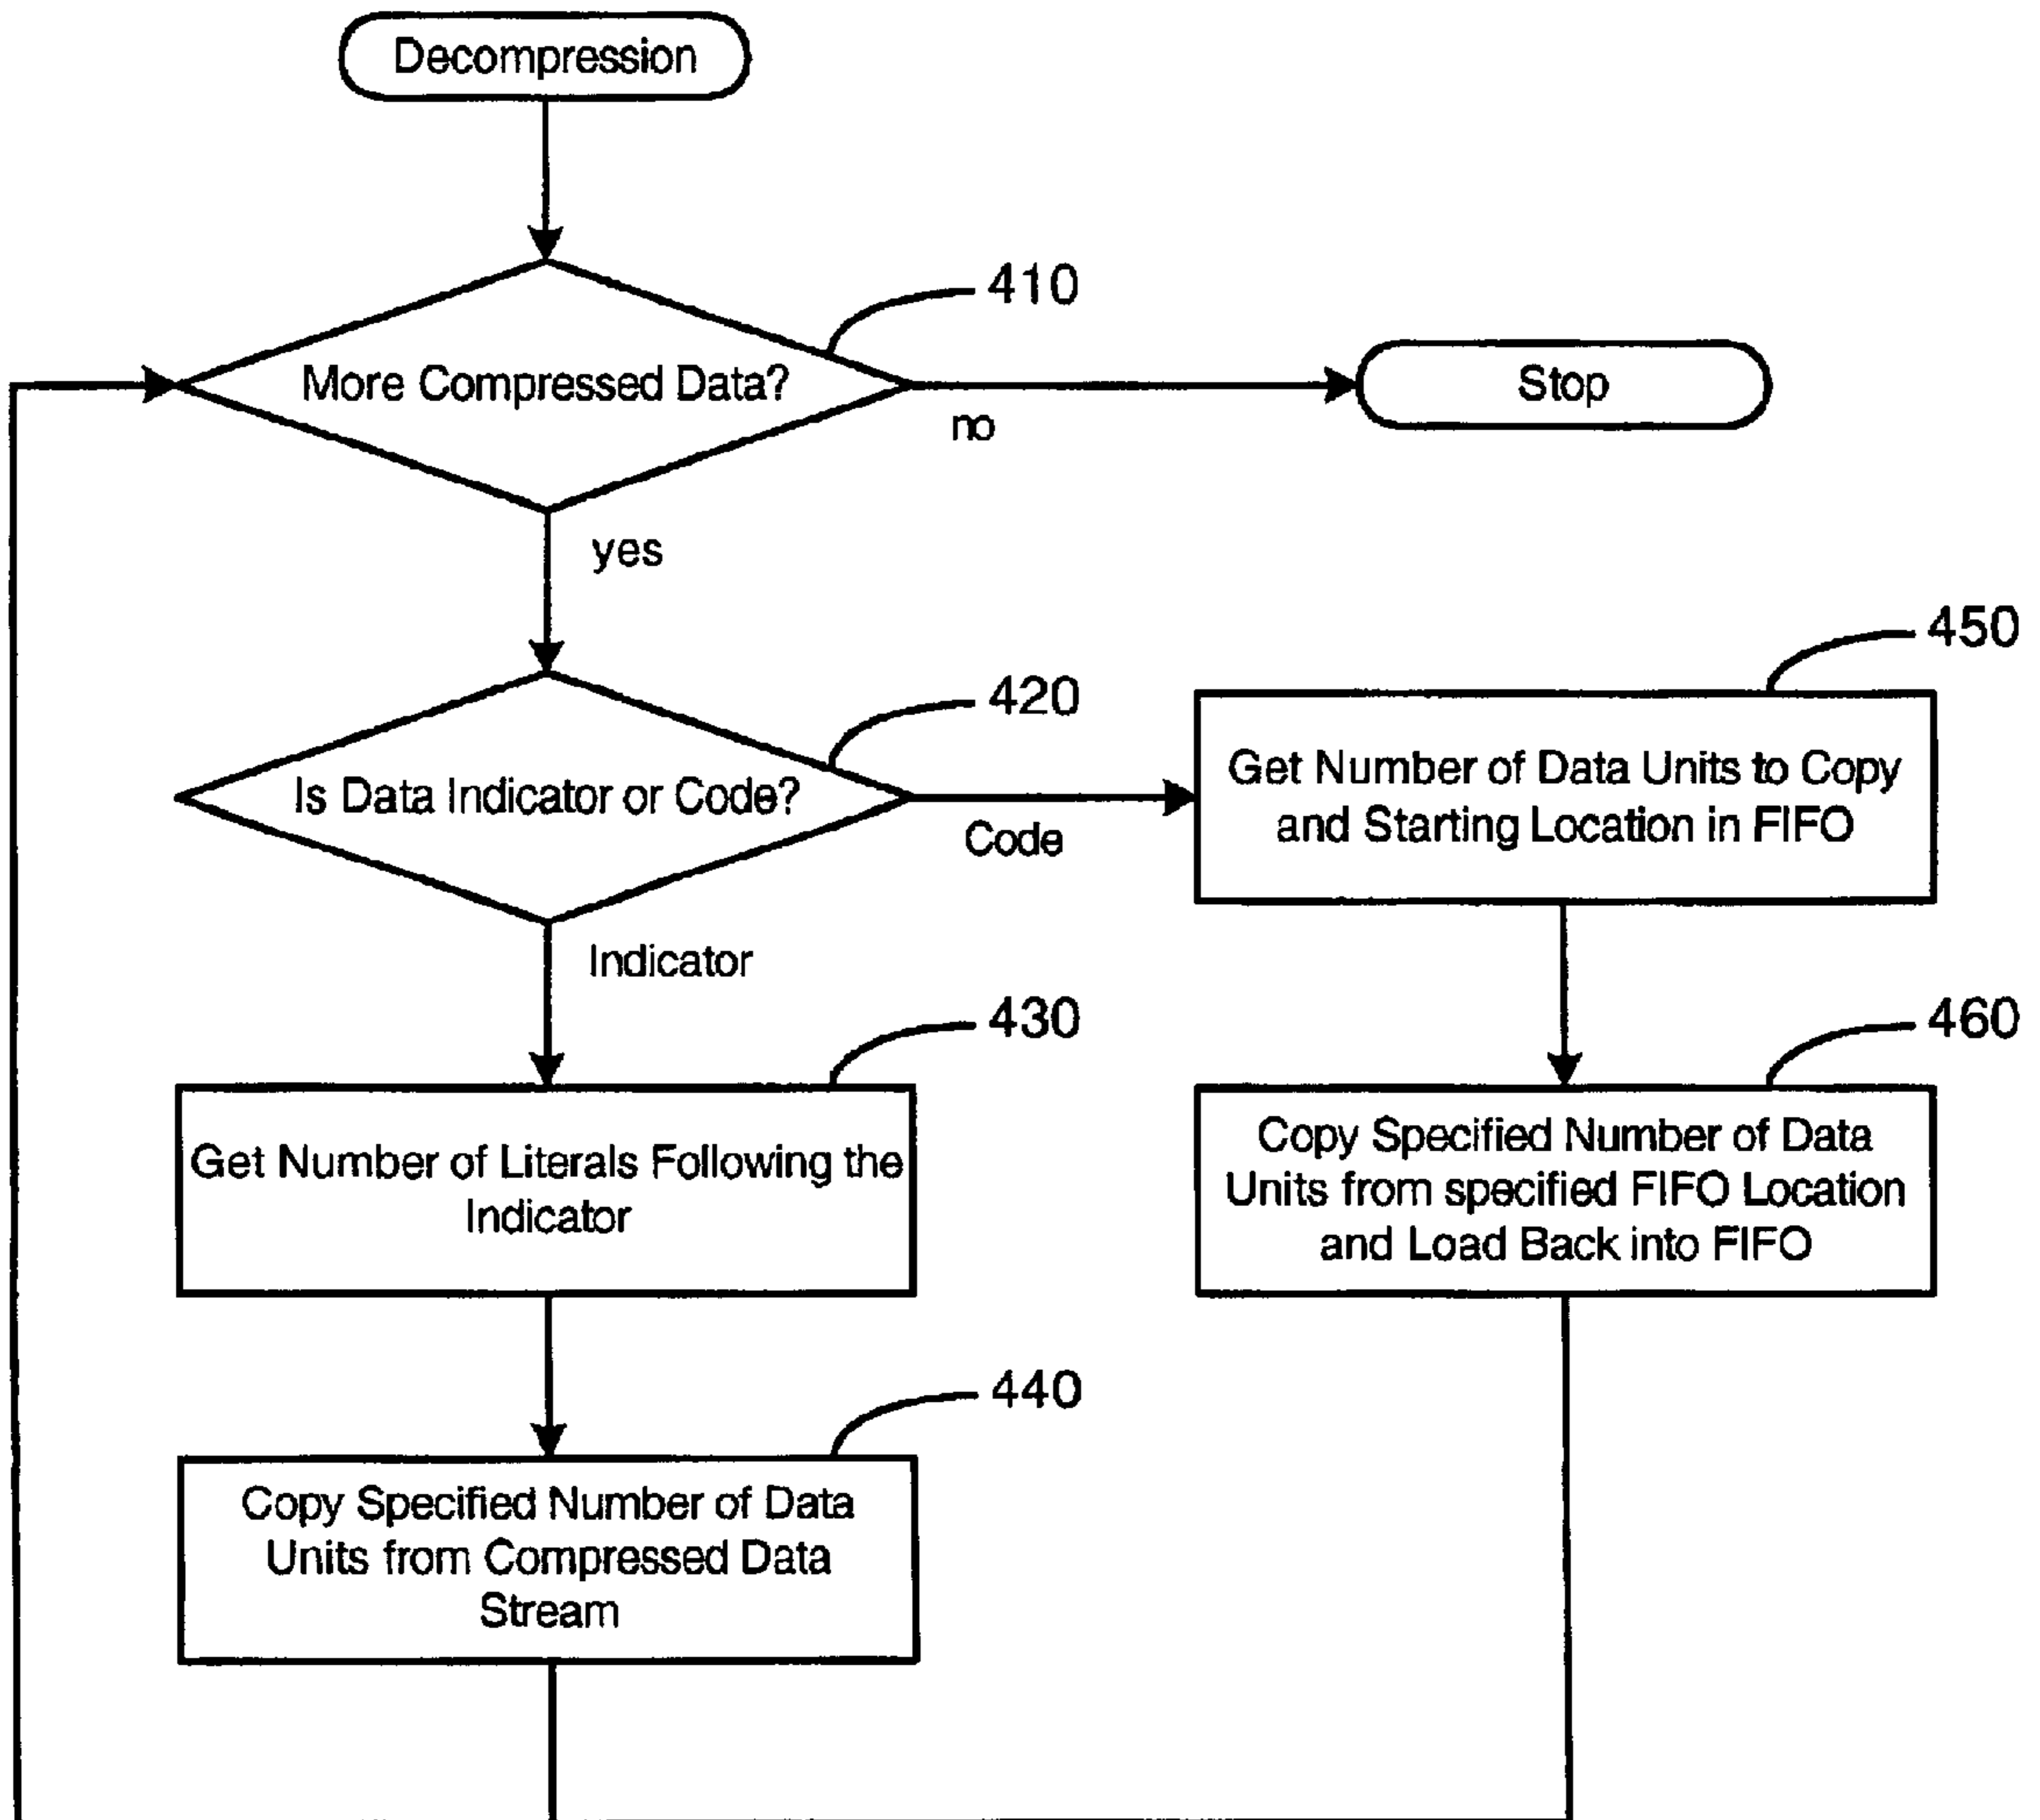 Decompression
410
More Compressed Data?
Stop
no
yes
450
420
Get Number of Data Units to Copy
and Starting Location in FIFO
Is Data Indicator or Code?
Code
Indicator
430
460
Get Number of Literals Following the
Indicator
Copy Specified Number of Data
Units from specified FIFO Location
and Load Back into FIFO
440
Copy Specified Number of Data
Units from Compressed Data
Stream